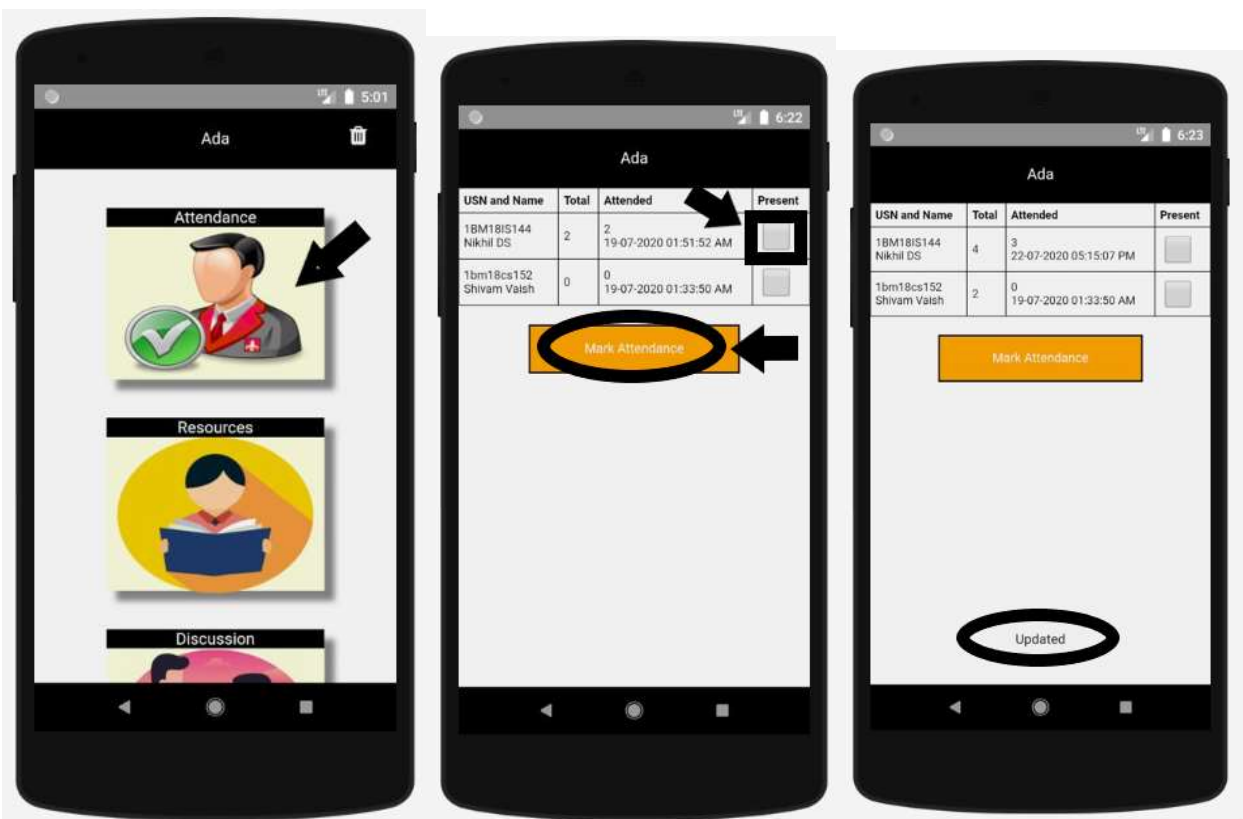 LTE 5:01
Ada
Attendance
Resources
Discussion
LTE 6:22
Ada
USN and Name Total Attended Present
1BM18IS144 2 2
Nikhil DS 19-07-2020 01:51:52 AM
1bm18cs152 0 0
Shivam Vaish 19-07-2020 01:33:50 AM
Mark Attendance
LTE 6:23
Ada
USN and Name Total Attended Present
1BM18IS144 4 3
Nikhil DS 22-07-2020 05:15:07 PM
1bm18cs152 2 0
Shivam Vaish 19-07-2020 01:33:50 AM
Mark Attendance
Updated